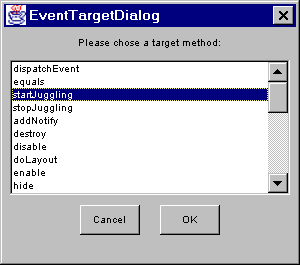 EventTargetDialog
Please chose a target method:
dispatchEvent
equals
startJuggling
stopJuggling
addNotify
destroy
disable
doLayout
enable
hide
Cancel OK